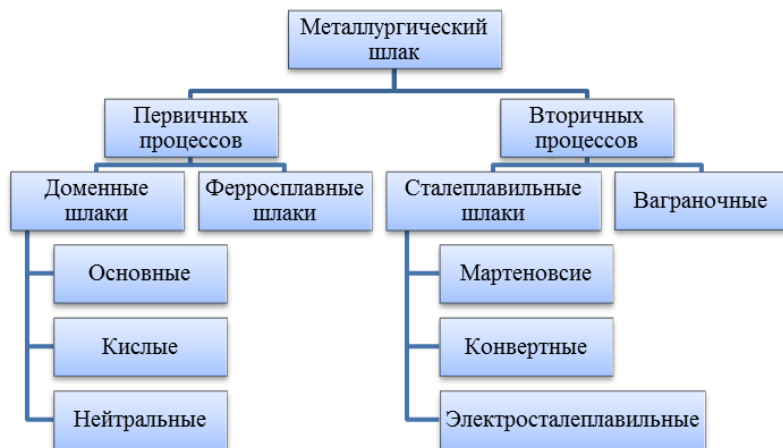 Металлургический
шлак
Первичных
процессов
Вторичных
процессов
Доменные
шлаки
Ферросплавные
шлаки
Сталеплавильные
шлаки
Ваграночные
Основные
Кислые
Нейтральные
Мартеновсие
Конвертные
Электросталеплавильные